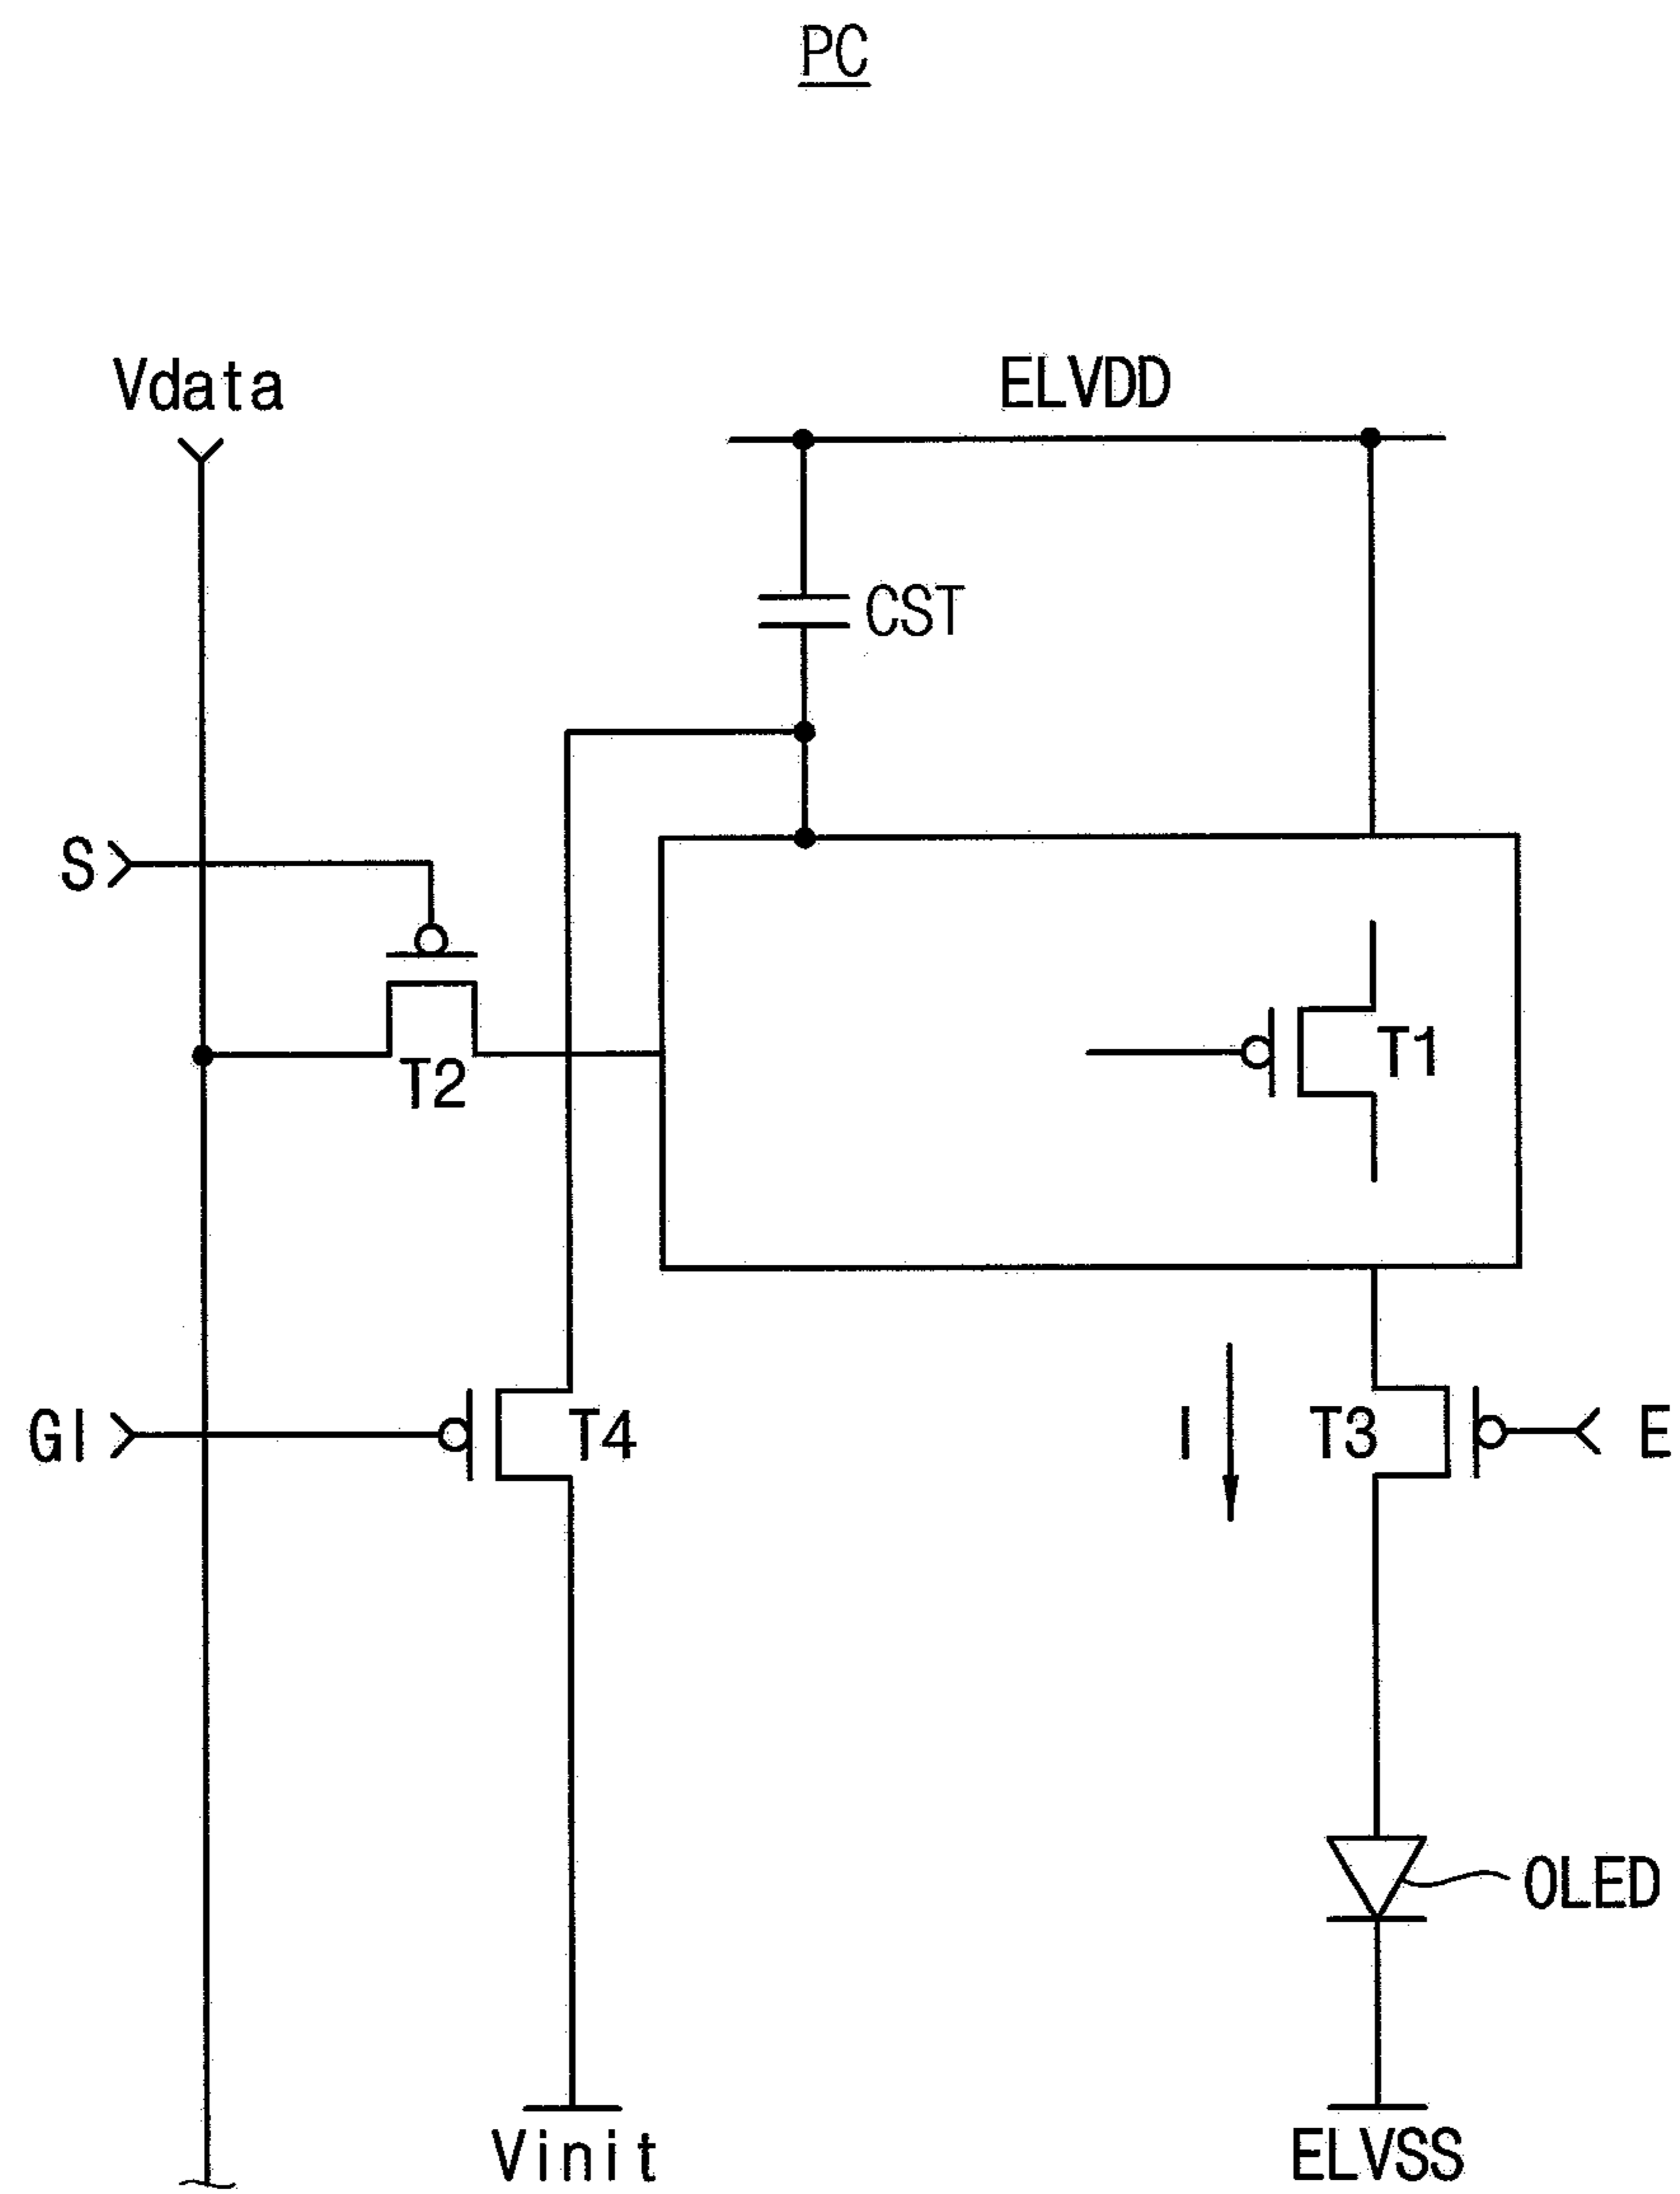 PC
Vdata
ELVDD
CST
S
T1
T2
GI
T4
I
T3
E
OLED
Vinit
ELVSS